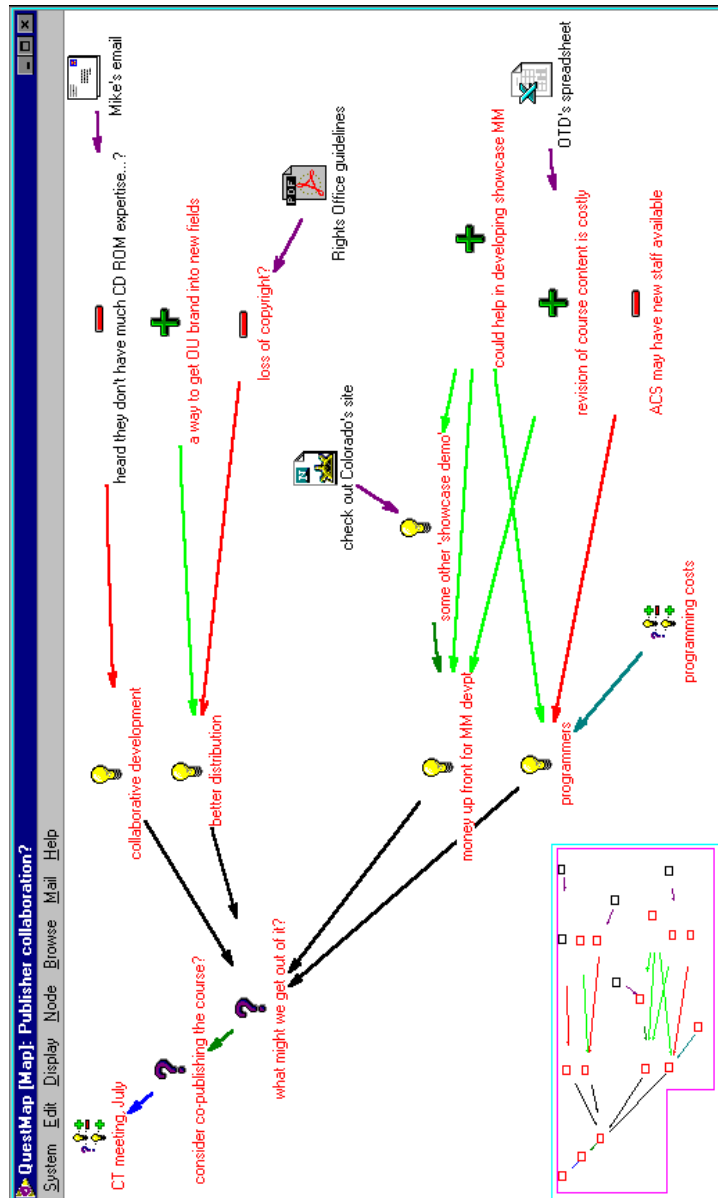 QuestMap [Map]: Publisher collaboration?
System Edit Display Node Browse Mail Help
CT meeting, July
consider co-publishing the course?
what might we get out of it?
collaborative development
better distribution
money up front for MM devpt
programmers
heard they don't have much CD ROM expertise...?
Mike's email
a way to get OU brand into new fields
loss of copyright?
PDF
Rights Office guidelines
N
check out Colorado's site
some other 'showcase demo'
could help in developing showcase MM
OTD's spreadsheet
revision of course content is costly
ACS may have new staff available
programming costs